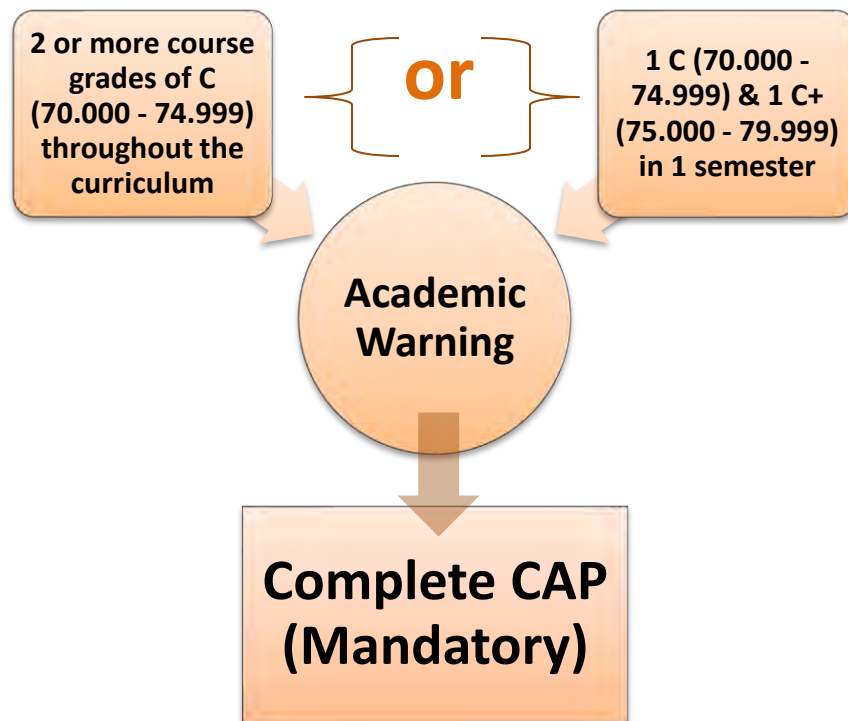 2 or more course
grades of C
(70.000 - 74.999)
throughout the
curriculum
or
1 C (70.000 -
74.999) & 1 C+
(75.000 - 79.999)
in 1 semester
Academic
Warning
Complete CAP
(Mandatory)